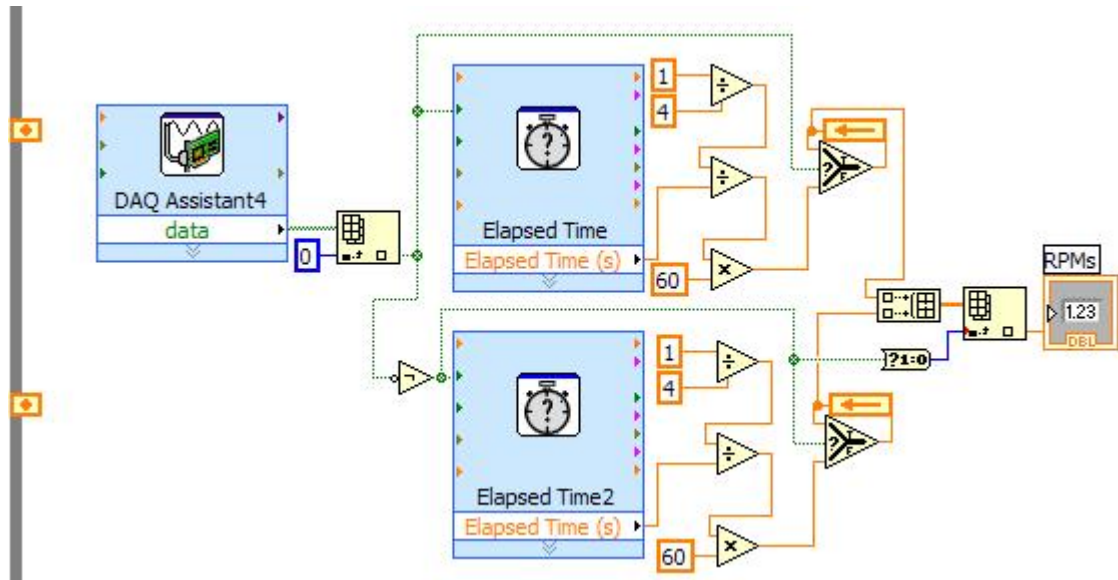 1
4
?
DAQ Assistant4
data
0
?
Elapsed Time
Elapsed Time (s)
÷
÷
×
60
?
T
F
RPMs
1.23
DBL
?1:0
1
4
?
Elapsed Time2
Elapsed Time (s)
÷
÷
×
60
?
T
F